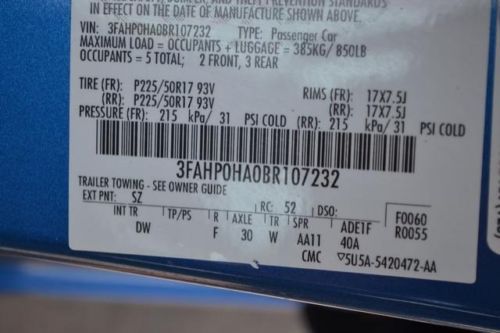 IN EFFECT ON THE DATE OF MANUFACTURE SHOWN ABOVE.
VIN: 3FAHP0HA0BR107232 TYPE: Passenger Car
MAXIMUM LOAD = OCCUPANTS + LUGGAGE = 385KG/ 850LB
OCCUPANTS = 5 TOTAL; 2 FRONT, 3 REAR
TIRE (FR): P225/50R17 93V RIMS (FR): 17X7.5J
(RR): P225/50R17 93V (RR): 17X7.5J
PRESSURE (FR): 215 kPa/ 31 PSI COLD (RR): 215 kPa/ 31 PSI COLD
3FAHP0HA0BR107232
TRAILER TOWING - SEE OWNER GUIDE
EXT PNT: SZ RC: 52 DSO: F0060
INT TR TP/PS R AXLE TR SPR ADE1F R0055
DW F 30 W AA11 40A
CMC ▽5U5A-5420472-AA